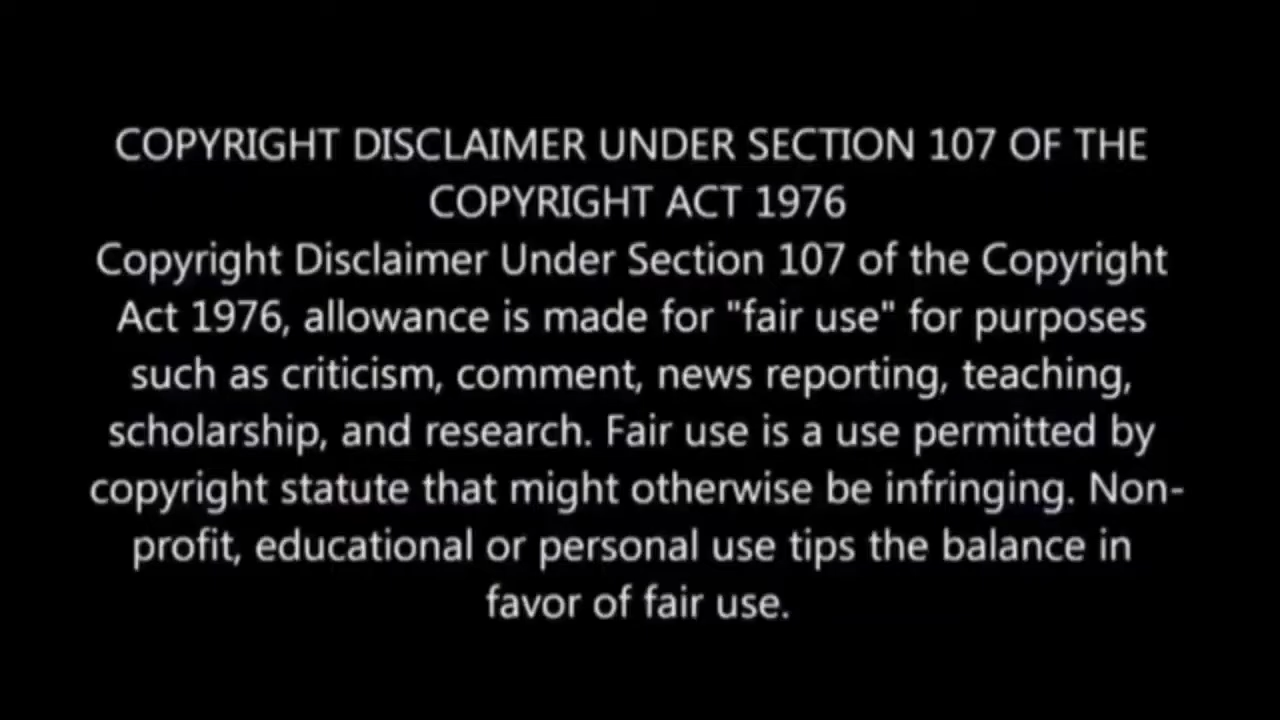 COPYRIGHT DISCLAIMER UNDER SECTION 107 OF THE
COPYRIGHT ACT 1976
Copyright Disclaimer Under Section 107 of the Copyright
Act 1976, allowance is made for "fair use" for purposes
such as criticism, comment, news reporting, teaching,
scholarship, and research. Fair use is a use permitted by
copyright statute that might otherwise be infringing. Non-
profit, educational or personal use tips the balance in
favor of fair use.